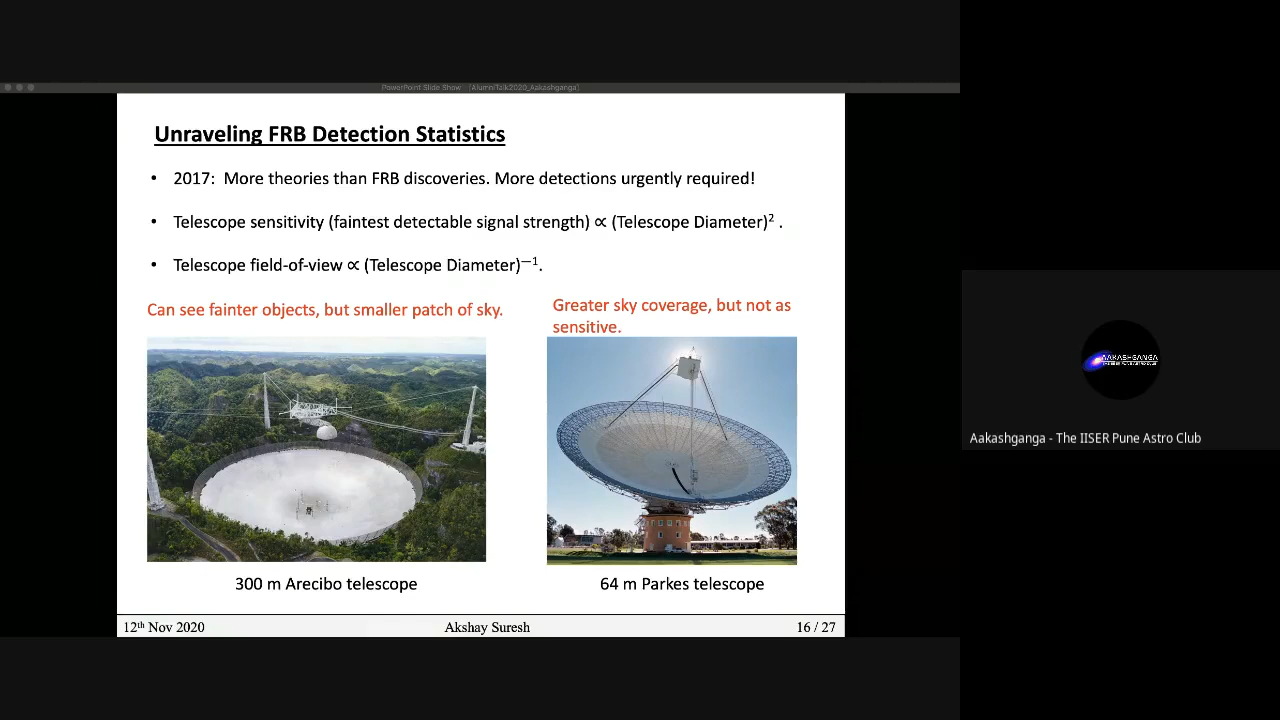 PowerPoint Slide Show - [AlumniTalk2020_Aakashganga]
Unraveling FRB Detection Statistics
• 2017: More theories than FRB discoveries. More detections urgently required!
• Telescope sensitivity (faintest detectable signal strength) ∝ (Telescope Diameter)² .
• Telescope field-of-view ∝ (Telescope Diameter)⁻¹.
Can see fainter objects, but smaller patch of sky.
Greater sky coverage, but not as
sensitive.
300 m Arecibo telescope
64 m Parkes telescope
12th Nov 2020
Akshay Suresh
16 / 27
AAKASHGANGA
Aakashganga - The IISER Pune Astro Club